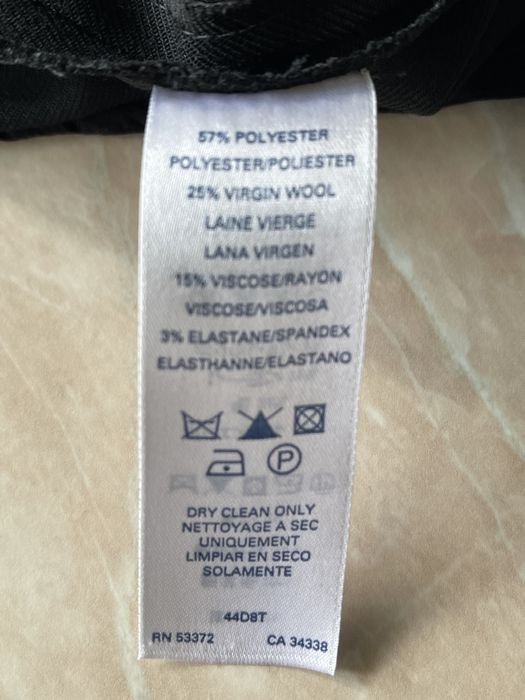 57% POLYESTER
POLYESTER/POLIESTER
25% VIRGIN WOOL
LAINE VIERGE
LANA VIRGEN
15% VISCOSE/RAYON
VISCOSE/VISCOSA
3% ELASTANE/SPANDEX
ELASTHANNE/ELASTANO
P
DRY CLEAN ONLY
NETTOYAGE A SEC
UNIQUEMENT
LIMPIAR EN SECO
SOLAMENTE
44D8T
RN 53372 CA 34338